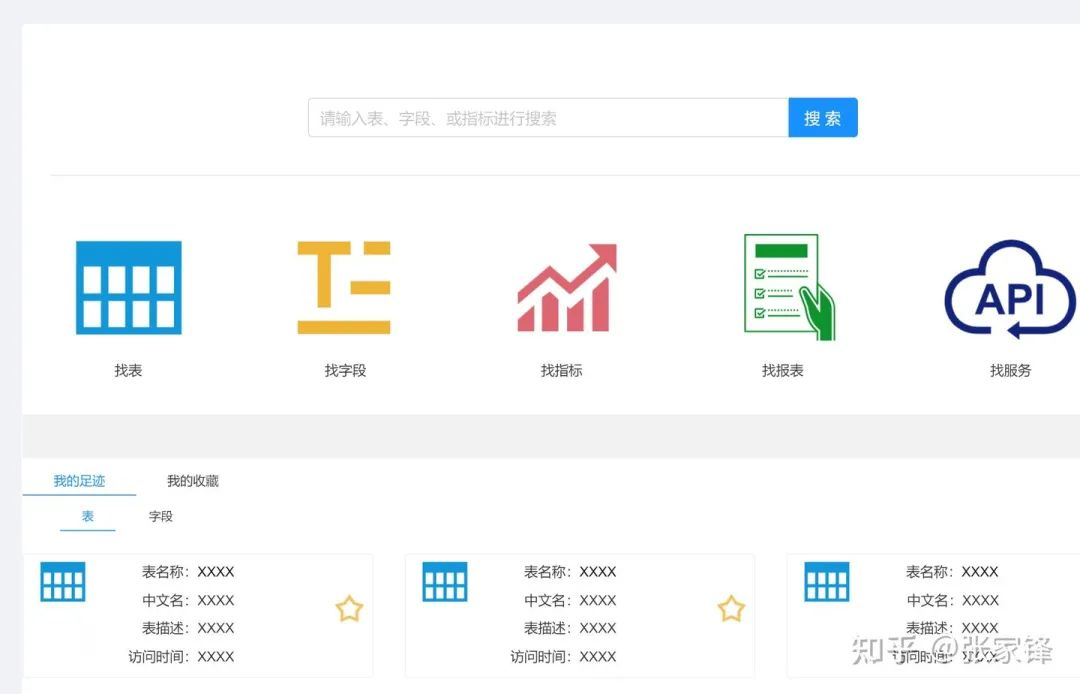 请输入表、字段、或指标进行搜索 搜 索
API
找表 找字段 找指标 找报表 找服务
我的足迹 我的收藏
表 字段
表名称：XXXX 表名称：XXXX 表名称：XXXX
中文名：XXXX 中文名：XXXX 中文名：XXXX
表描述：XXXX 表描述：XXXX 表描述：XXXX
访问时间：XXXX 访问时间：XXXX 访问时间：XXXX
知乎 @张家锋